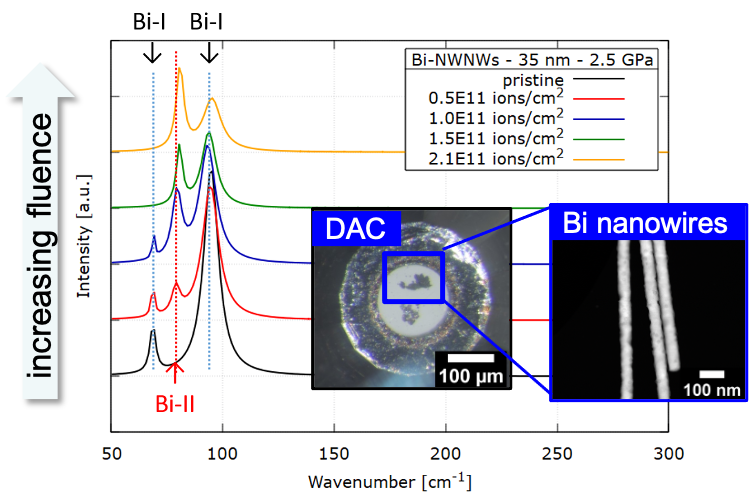 Bi-I
Bi-I
Bi-NWNWs - 35 nm - 2.5 GPa
pristine
0.5E11 ions/cm²
1.0E11 ions/cm²
1.5E11 ions/cm²
2.1E11 ions/cm²
increasing fluence
Intensity [a.u.]
DAC
100 μm
Bi nanowires
100 nm
Bi-II
50
100
150
200
250
300
Wavenumber [cm⁻¹]